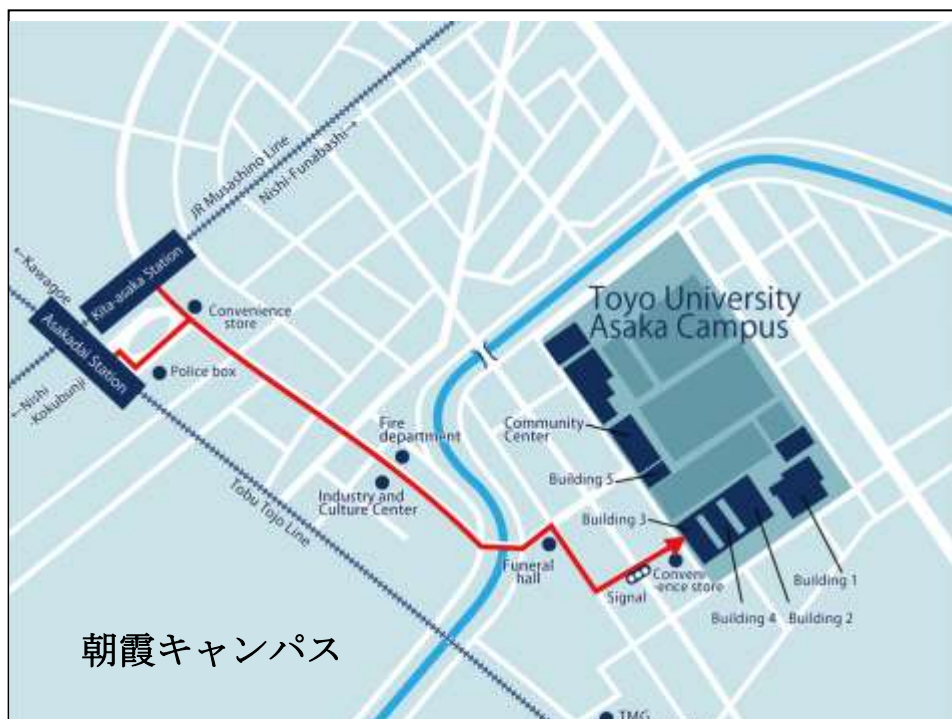 JR Musashino Line
Nishi-Funabashi→
←Kawagoe
Kita-asaka Station
Asakadai Station
←Nishi
-Kokubunji
Convenience
store
Police box
Tobu Tojo Line
Fire
department
Industry and
Culture Center
Toyo University
Asaka Campus
Community
Center
Building 5
Building 3
Funeral
hall
Signal
Conveni
-ence store
Building 1
Building 4
Building 2
朝霞キャンパス
TMG